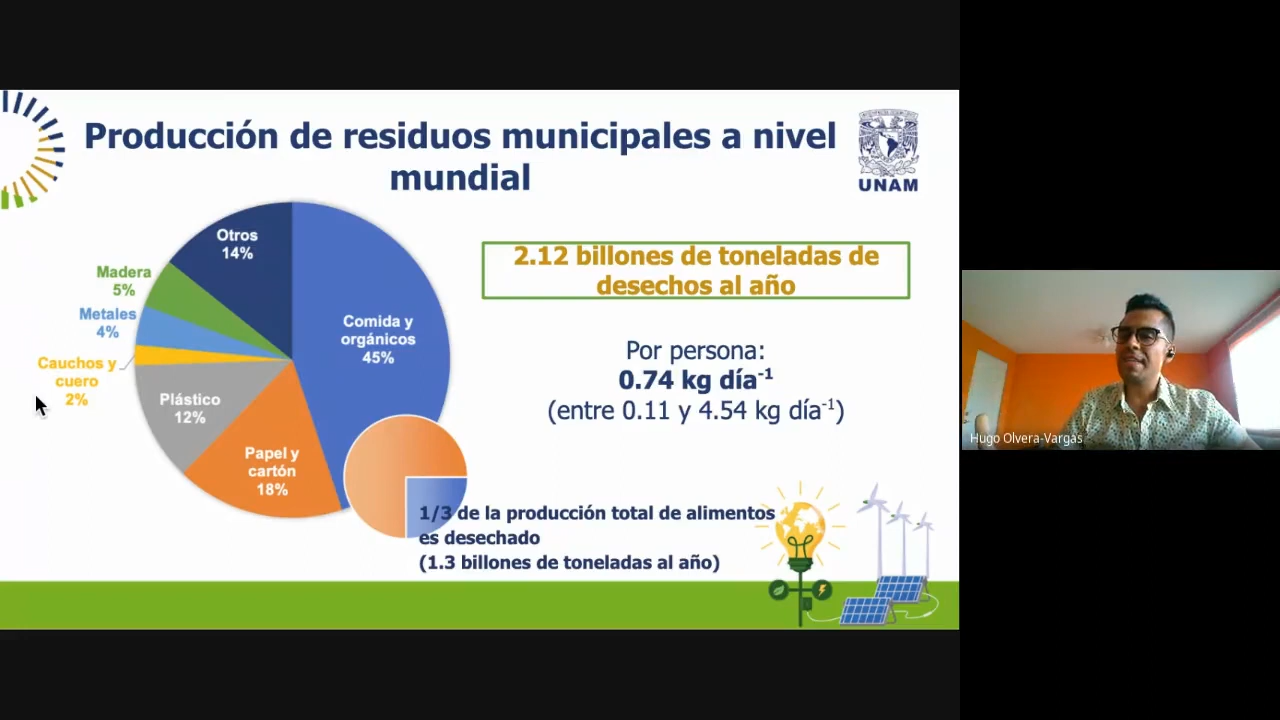 Producción de residuos municipales a nivel
mundial
UNAM
Otros
14%
Madera
5%
Metales
4%
Cauchos y
cuero
2%
Plástico
12%
Papel y
cartón
18%
Comida y
orgánicos
45%
2.12 billones de toneladas de
desechos al año
Por persona:
0.74 kg día⁻¹
(entre 0.11 y 4.54 kg día⁻¹)
1/3 de la producción total de alimentos
es desechado
(1.3 billones de toneladas al año)
Hugo Olvera-Vargas